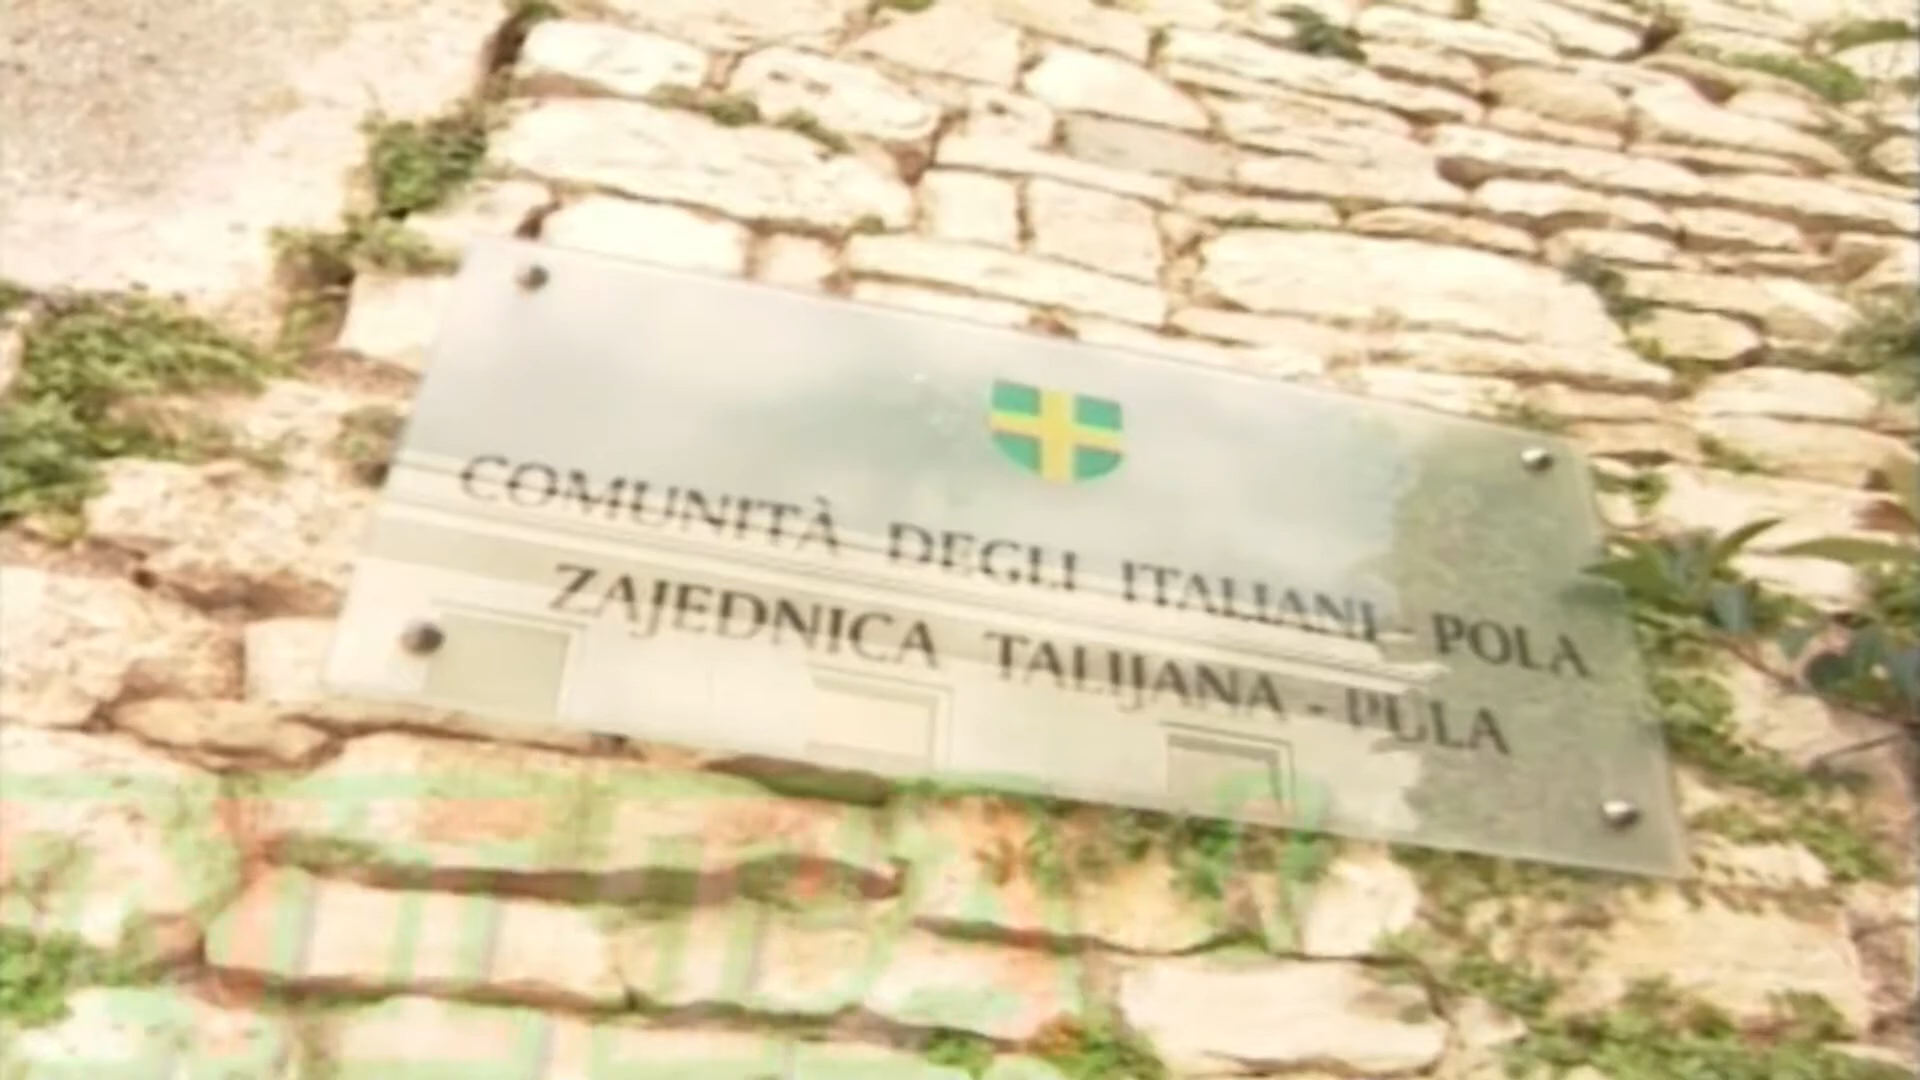 COMUNITÀ DEGLI ITALIANI - POLA
ZAJEDNICA TALIJANA - PULA